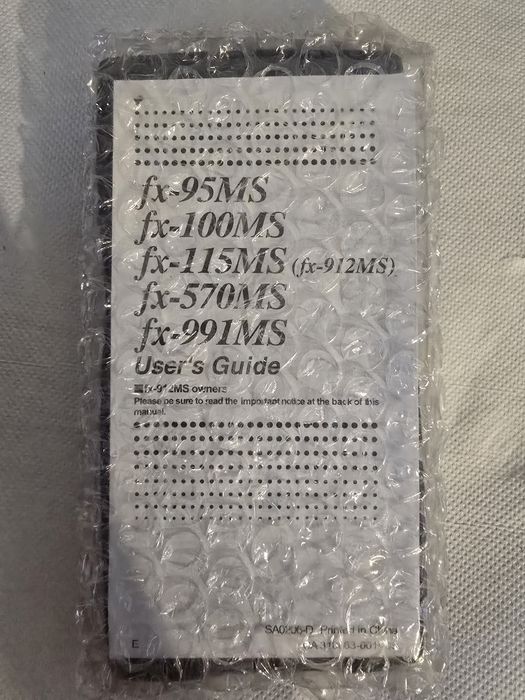 fx-95MS
fx-100MS
fx-115MS (fx-912MS)
fx-570MS
fx-991MS
User's Guide
fx-912MS owners
Please be sure to read the important notice at the back of this
manual.
SA0206-D Printed in China
E